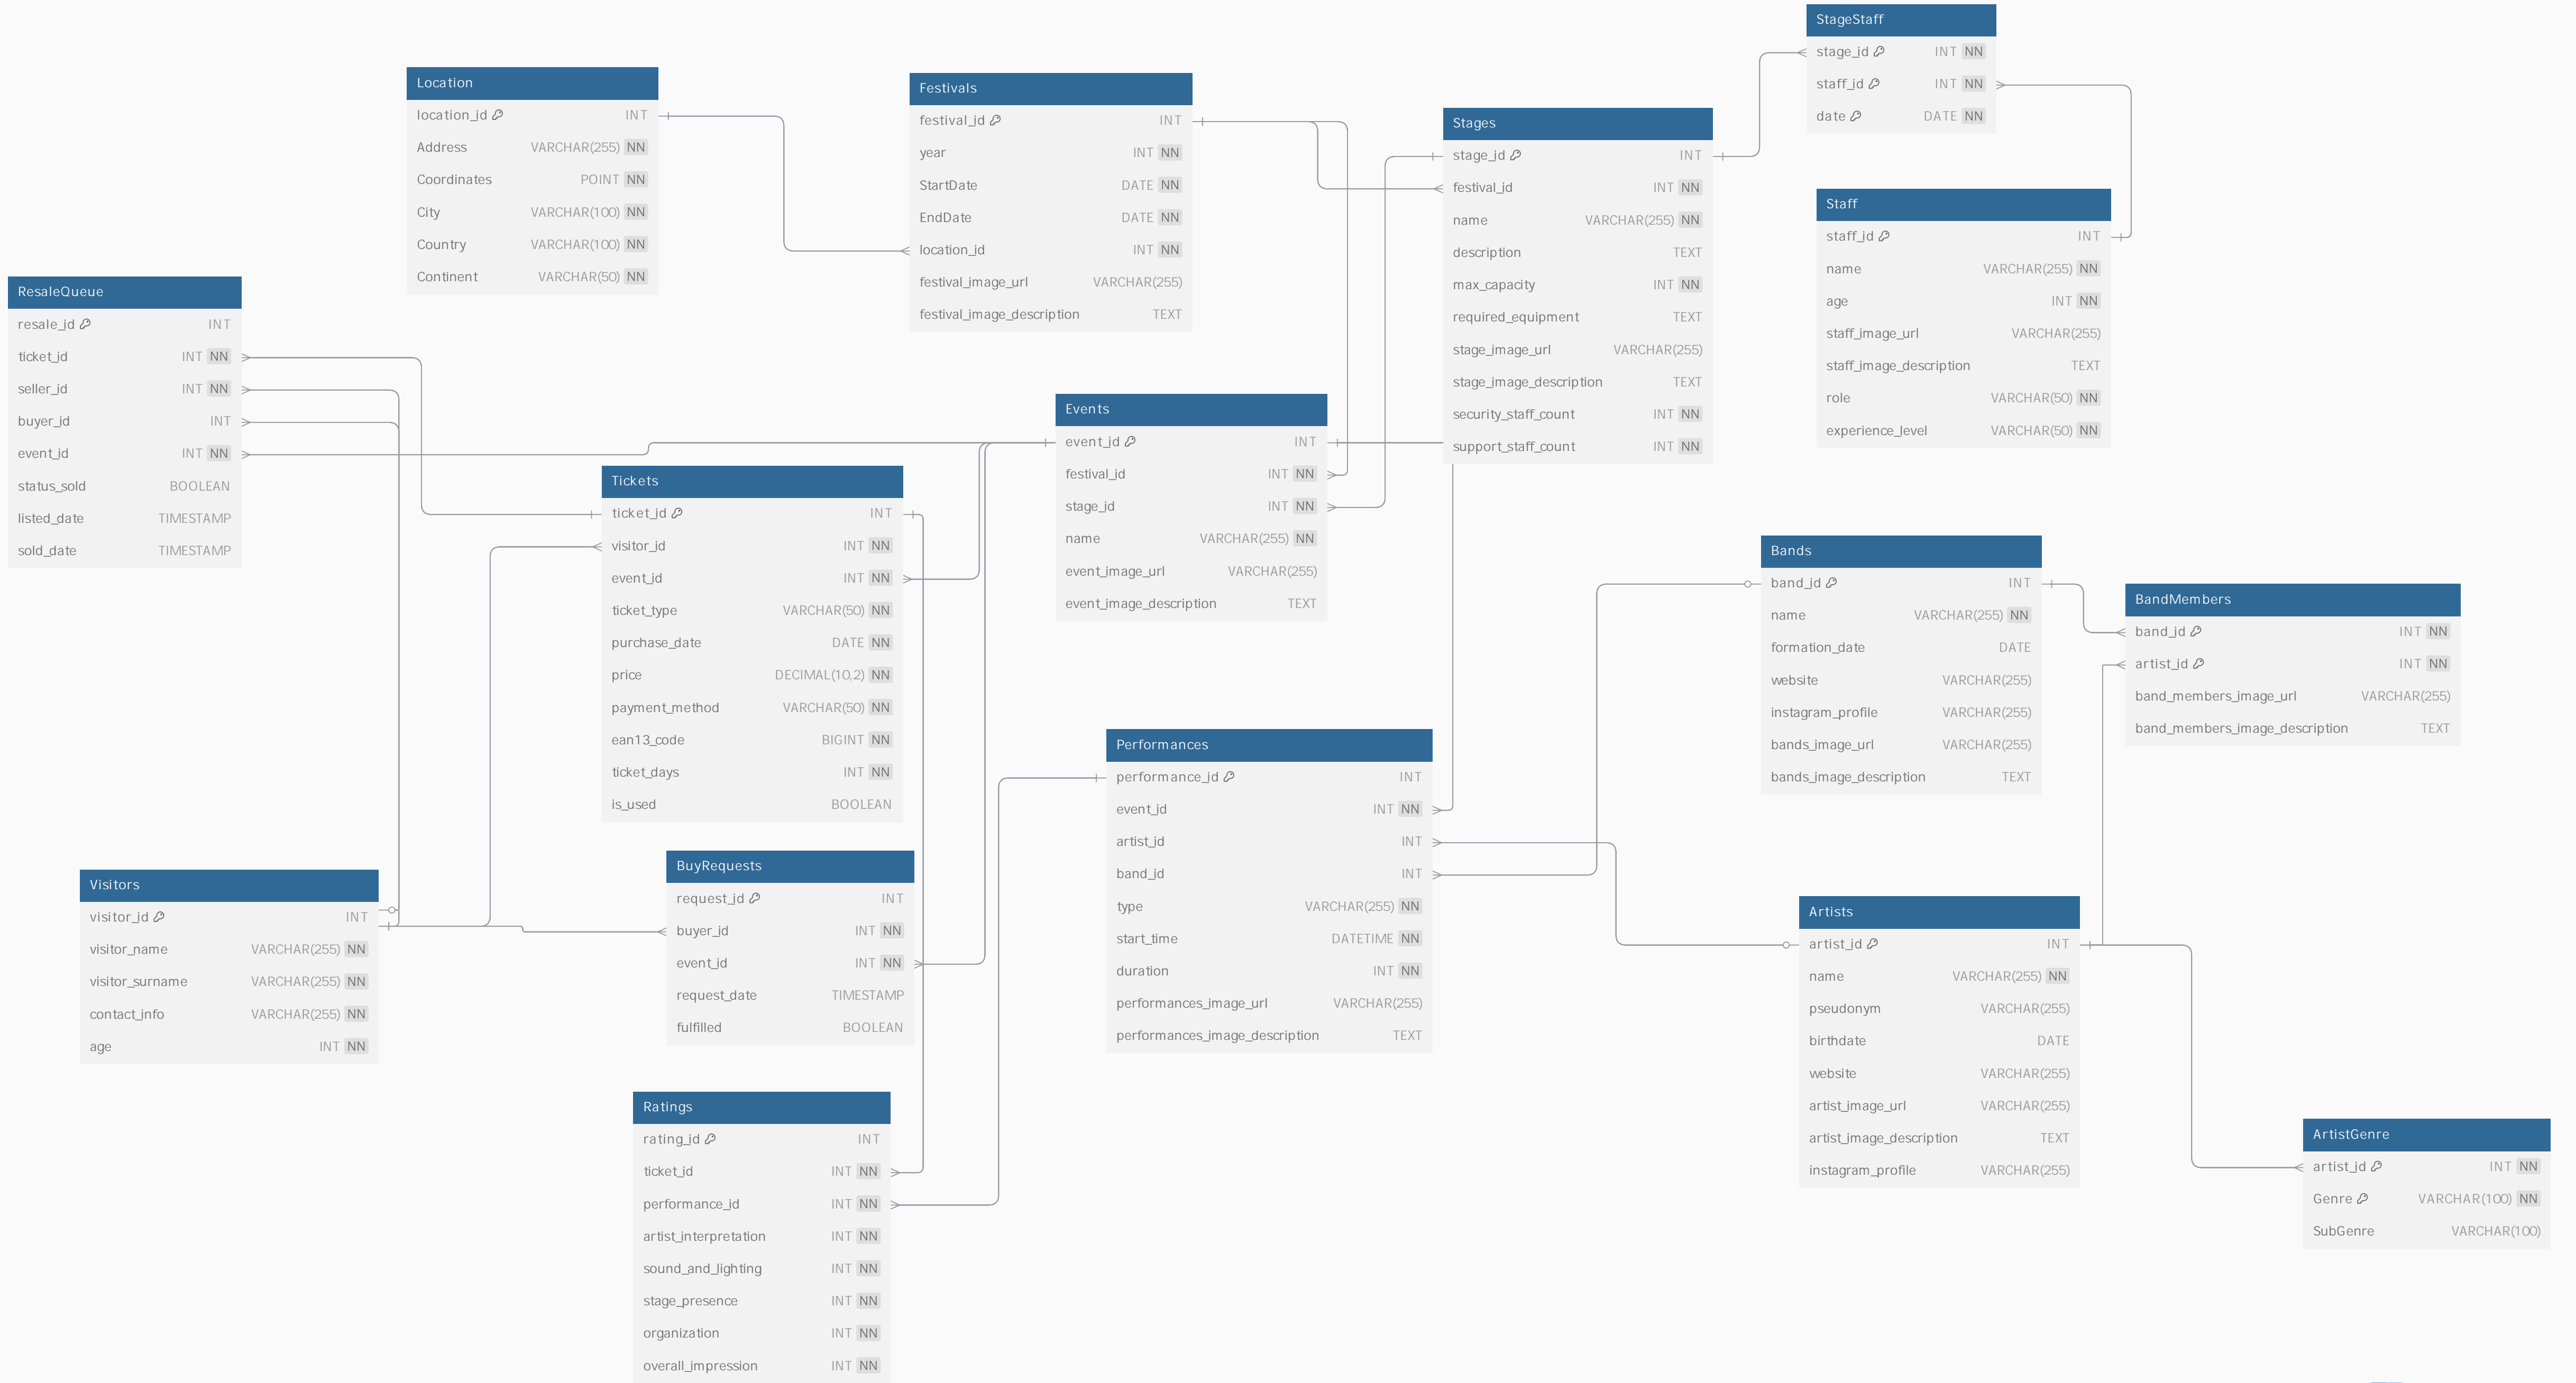 StageStaff
stage_id INT NN
staff_id INT NN
date DATE NN
Location
location_id INT
Address VARCHAR(255) NN
Coordinates POINT NN
City VARCHAR(100) NN
Country VARCHAR(100) NN
Continent VARCHAR(50) NN
Festivals
festival_id INT
year INT NN
StartDate DATE NN
EndDate DATE NN
location_id INT NN
festival_image_url VARCHAR(255)
festival_image_description TEXT
Stages
stage_id INT
festival_id INT NN
name VARCHAR(255) NN
description TEXT
max_capacity INT NN
required_equipment TEXT
stage_image_url VARCHAR(255)
stage_image_description TEXT
security_staff_count INT NN
support_staff_count INT NN
Staff
staff_id INT
name VARCHAR(255) NN
age INT NN
staff_image_url VARCHAR(255)
staff_image_description TEXT
role VARCHAR(50) NN
experience_level VARCHAR(50) NN
ResaleQueue
resale_id INT
ticket_id INT NN
seller_id INT NN
buyer_id INT
event_id INT NN
status_sold BOOLEAN
listed_date TIMESTAMP
sold_date TIMESTAMP
Events
event_id INT
festival_id INT NN
stage_id INT NN
name VARCHAR(255) NN
event_image_url VARCHAR(255)
event_image_description TEXT
Tickets
ticket_id INT
visitor_id INT NN
event_id INT NN
ticket_type VARCHAR(50) NN
purchase_date DATE NN
price DECIMAL(10,2) NN
payment_method VARCHAR(50) NN
ean13_code BIGINT NN
ticket_days INT NN
is_used BOOLEAN
Bands
band_id INT
name VARCHAR(255) NN
formation_date DATE
website VARCHAR(255)
instagram_profile VARCHAR(255)
bands_image_url VARCHAR(255)
bands_image_description TEXT
BandMembers
band_id INT NN
artist_id INT NN
band_members_image_url VARCHAR(255)
band_members_image_description TEXT
Performances
performance_id INT
event_id INT NN
artist_id INT
band_id INT
type VARCHAR(255) NN
start_time DATETIME NN
duration INT NN
performances_image_url VARCHAR(255)
performances_image_description TEXT
Visitors
visitor_id INT
visitor_name VARCHAR(255) NN
visitor_surname VARCHAR(255) NN
contact_info VARCHAR(255) NN
age INT NN
BuyRequests
request_id INT
buyer_id INT NN
event_id INT NN
request_date TIMESTAMP
fulfilled BOOLEAN
Artists
artist_id INT
name VARCHAR(255) NN
pseudonym VARCHAR(255)
birthdate DATE
website VARCHAR(255)
artist_image_url VARCHAR(255)
artist_image_description TEXT
instagram_profile VARCHAR(255)
Ratings
rating_id INT
ticket_id INT NN
performance_id INT NN
artist_interpretation INT NN
sound_and_lighting INT NN
stage_presence INT NN
organization INT NN
overall_impression INT NN
ArtistGenre
artist_id INT NN
Genre VARCHAR(100) NN
SubGenre VARCHAR(100)